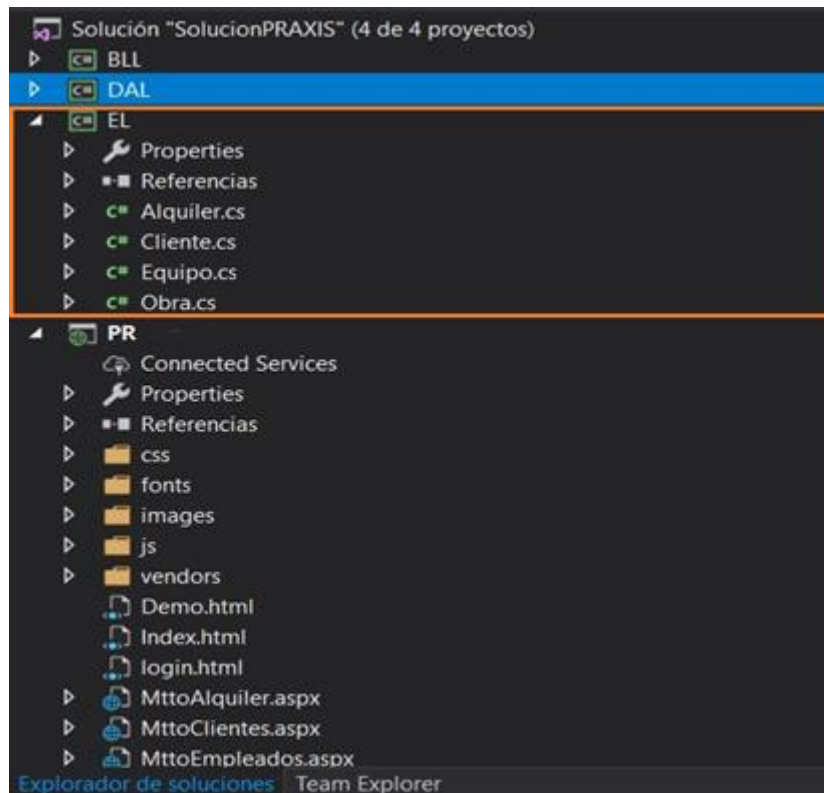 Solución "SolucionPRAXIS" (4 de 4 proyectos)
C# BLL
C# DAL
C# EL
Properties
Referencias
C# Alquiler.cs
C# Cliente.cs
C# Equipo.cs
C# Obra.cs
PR
Connected Services
Properties
Referencias
css
fonts
images
js
vendors
Demo.html
Index.html
login.html
MttoAlquiler.aspx
MttoClientes.aspx
MttoEmpleados.aspx
Explorador de soluciones Team Explorer